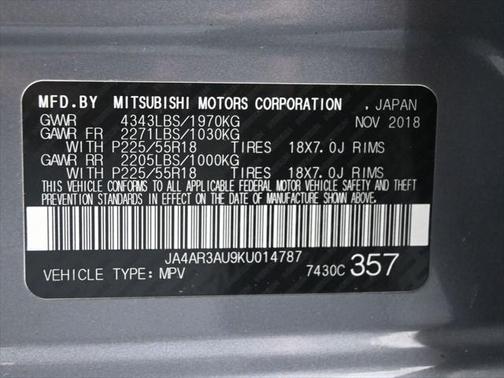 MFD.BY MITSUBISHI MOTORS CORPORATION , JAPAN
GVWR 4343LBS/1970KG NOV 2018
GAWR FR 2271LBS/1030KG
WITH P225/55R18 TIRES 18X7.0J RIMS
GAWR RR 2205LBS/1000KG
WITH P225/55R18 TIRES 18X7.0J RIMS
THIS VEHICLE CONFORMS TO ALL APPLICABLE FEDERAL MOTOR VEHICLE SAFETY AND THEFT
PREVENTION STANDARDS IN EFFECT ON THE DATE OF MANUFACTURE SHOWN ABOVE.
JA4AR3AU9KU014787
VEHICLE TYPE: MPV 7430C 357